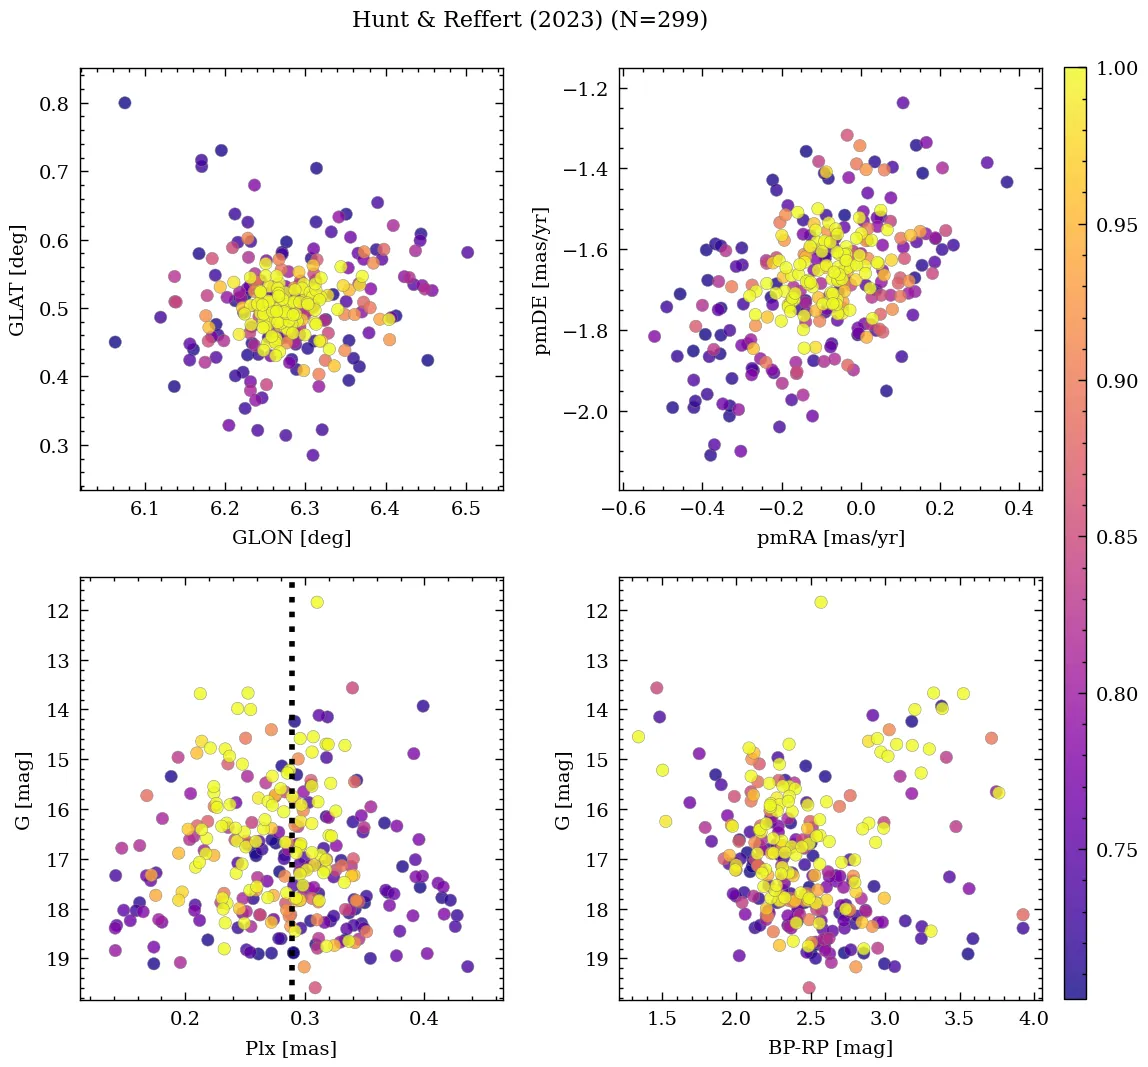 Hunt & Reffert (2023) (N=299)
0.8
0.7
0.6
0.5
0.4
0.3
GLAT [deg]
6.1 6.2 6.3 6.4 6.5
GLON [deg]
−1.2
−1.4
−1.6
−1.8
−2.0
pmDE [mas/yr]
−0.6 −0.4 −0.2 0.0 0.2 0.4
pmRA [mas/yr]
12
13
14
15
16
17
18
19
G [mag]
0.2 0.3 0.4
Plx [mas]
12
13
14
15
16
17
18
19
G [mag]
1.5 2.0 2.5 3.0 3.5 4.0
BP-RP [mag]
1.00
0.95
0.90
0.85
0.80
0.75